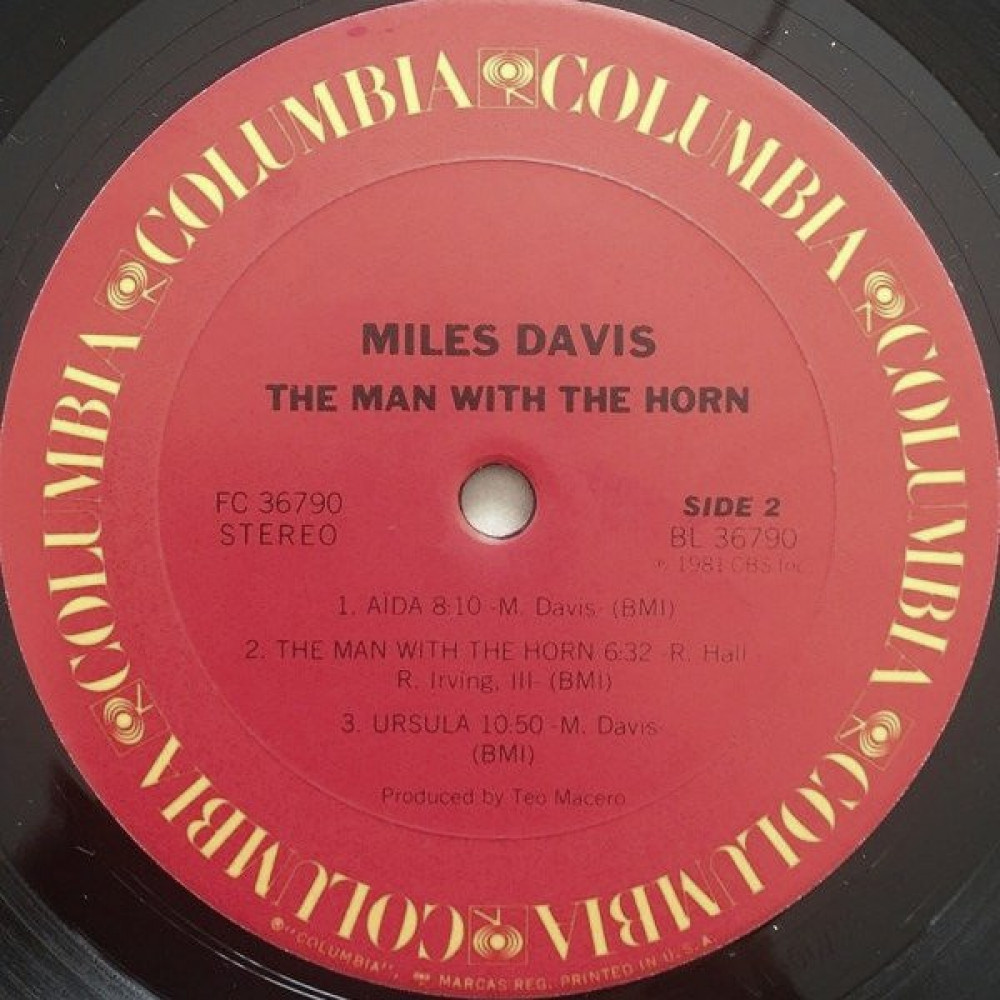 COLUMBIA COLUMBIA COLUMBIA COLUMBIA COLUMBIA COLUMBIA
MILES DAVIS
THE MAN WITH THE HORN
FC 36790
STEREO
SIDE 2
BL 36790
℗ 1981 CBS Inc.
1. AÏDA 8:10 -M. Davis- (BMI)
2. THE MAN WITH THE HORN 6:32 -R. Hall
R. Irving, III- (BMI)
3. URSULA 10:50 -M. Davis-
(BMI)
Produced by Teo Macero
®"COLUMBIA", MARCAS REG. PRINTED IN U.S.A.